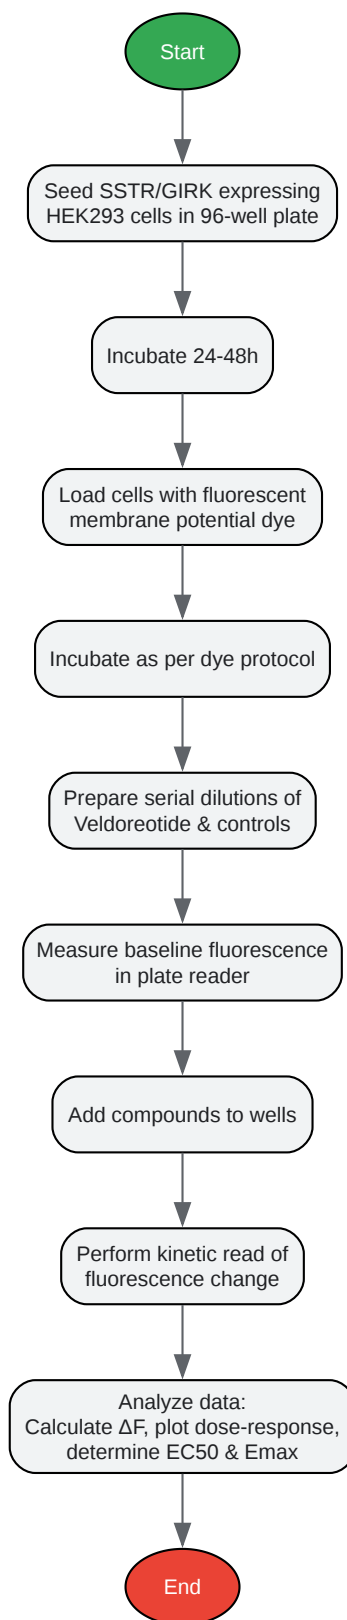 Start
Seed SSTR/GIRK expressing
HEK293 cells in 96-well plate
Incubate 24-48h
Load cells with fluorescent
membrane potential dye
Incubate as per dye protocol
Prepare serial dilutions of
Veldoreotide & controls
Measure baseline fluorescence
in plate reader
Add compounds to wells
Perform kinetic read of
fluorescence change
Analyze data:
Calculate ΔF, plot dose-response,
determine EC50 & Emax
End